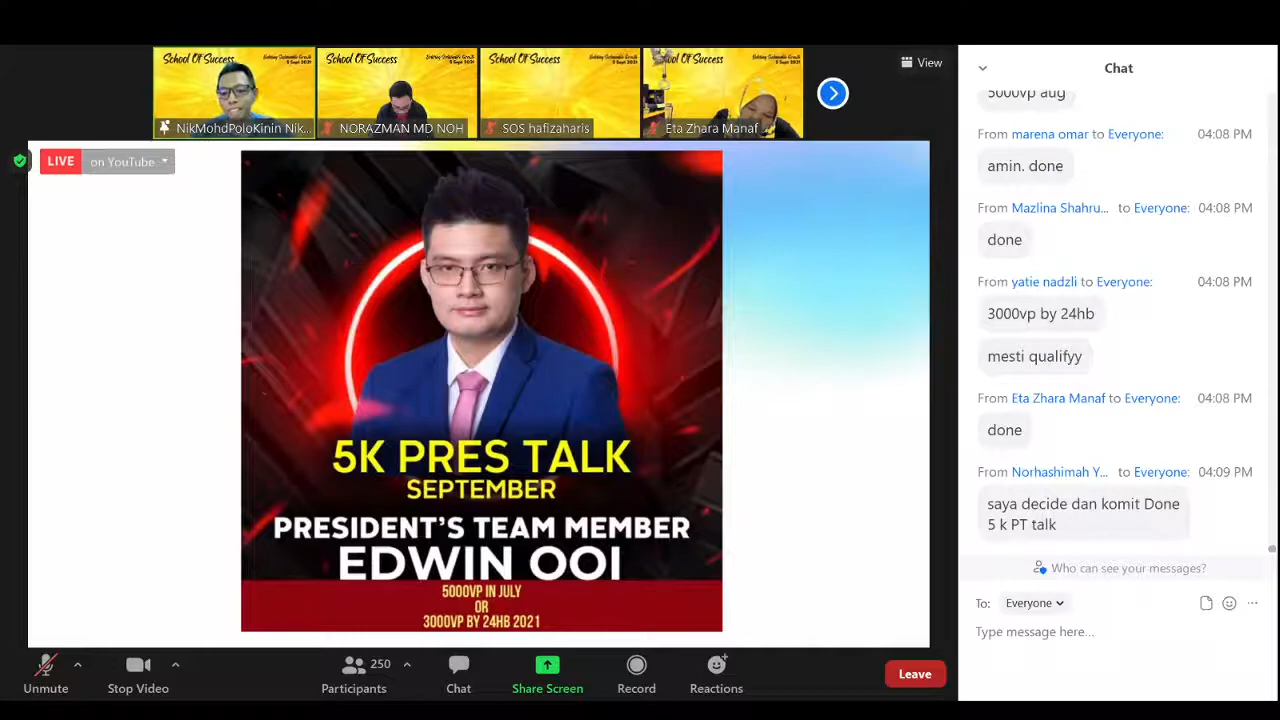 School Of Success
School Of Success
School Of Success
School Of Success
NikMohdPoloKinin Nik...
NORAZMAN MD NOH
SOS hafizaharis
Eta Zhara Manaf
View
LIVE
on YouTube
5K PRES TALK
SEPTEMBER
PRESIDENT'S TEAM MEMBER
EDWIN OOI
5000VP IN JULY
OR
3000VP BY 24HB 2021
Unmute
Stop Video
250
Participants
Chat
Share Screen
Record
Reactions
Leave
Chat
5000vp aug
From marena omar to Everyone: 04:08 PM
amin. done
From Mazlina Shahru... to Everyone: 04:08 PM
done
From yatie nadzli to Everyone: 04:08 PM
3000vp by 24hb
mesti qualifyy
From Eta Zhara Manaf to Everyone: 04:08 PM
done
From Norhashimah Y... to Everyone: 04:09 PM
saya decide dan komit Done
5 k PT talk
Who can see your messages?
To: Everyone
Type message here...